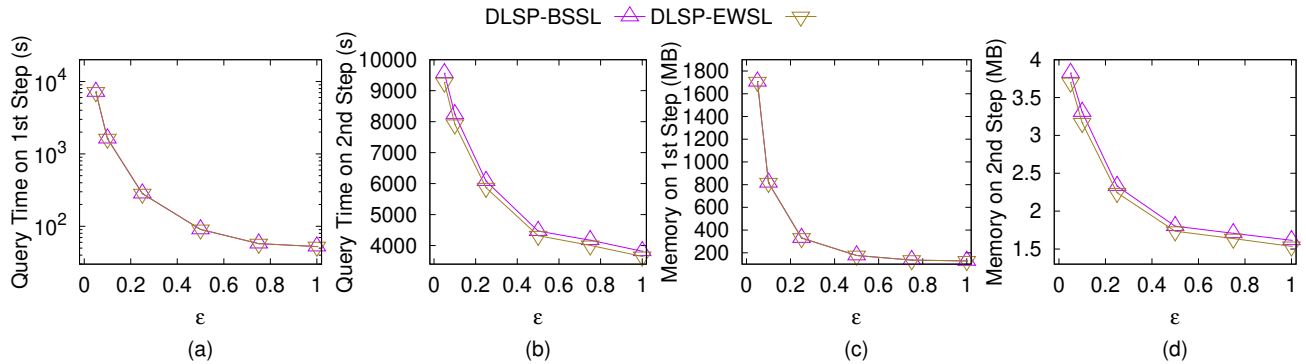 DLSP-BSSL DLSP-EWSL
Query Time on 1st Step (s)
10^4
10^3
10^2
0 0.2 0.4 0.6 0.8 1
ε
(a)
Query Time on 2nd Step (s)
10000
9000
8000
7000
6000
5000
4000
0 0.2 0.4 0.6 0.8 1
ε
(b)
Memory on 1st Step (MB)
1800
1600
1400
1200
1000
800
600
400
200
0 0.2 0.4 0.6 0.8 1
ε
(c)
Memory on 2nd Step (MB)
4
3.5
3
2.5
2
1.5
0 0.2 0.4 0.6 0.8 1
ε
(d)